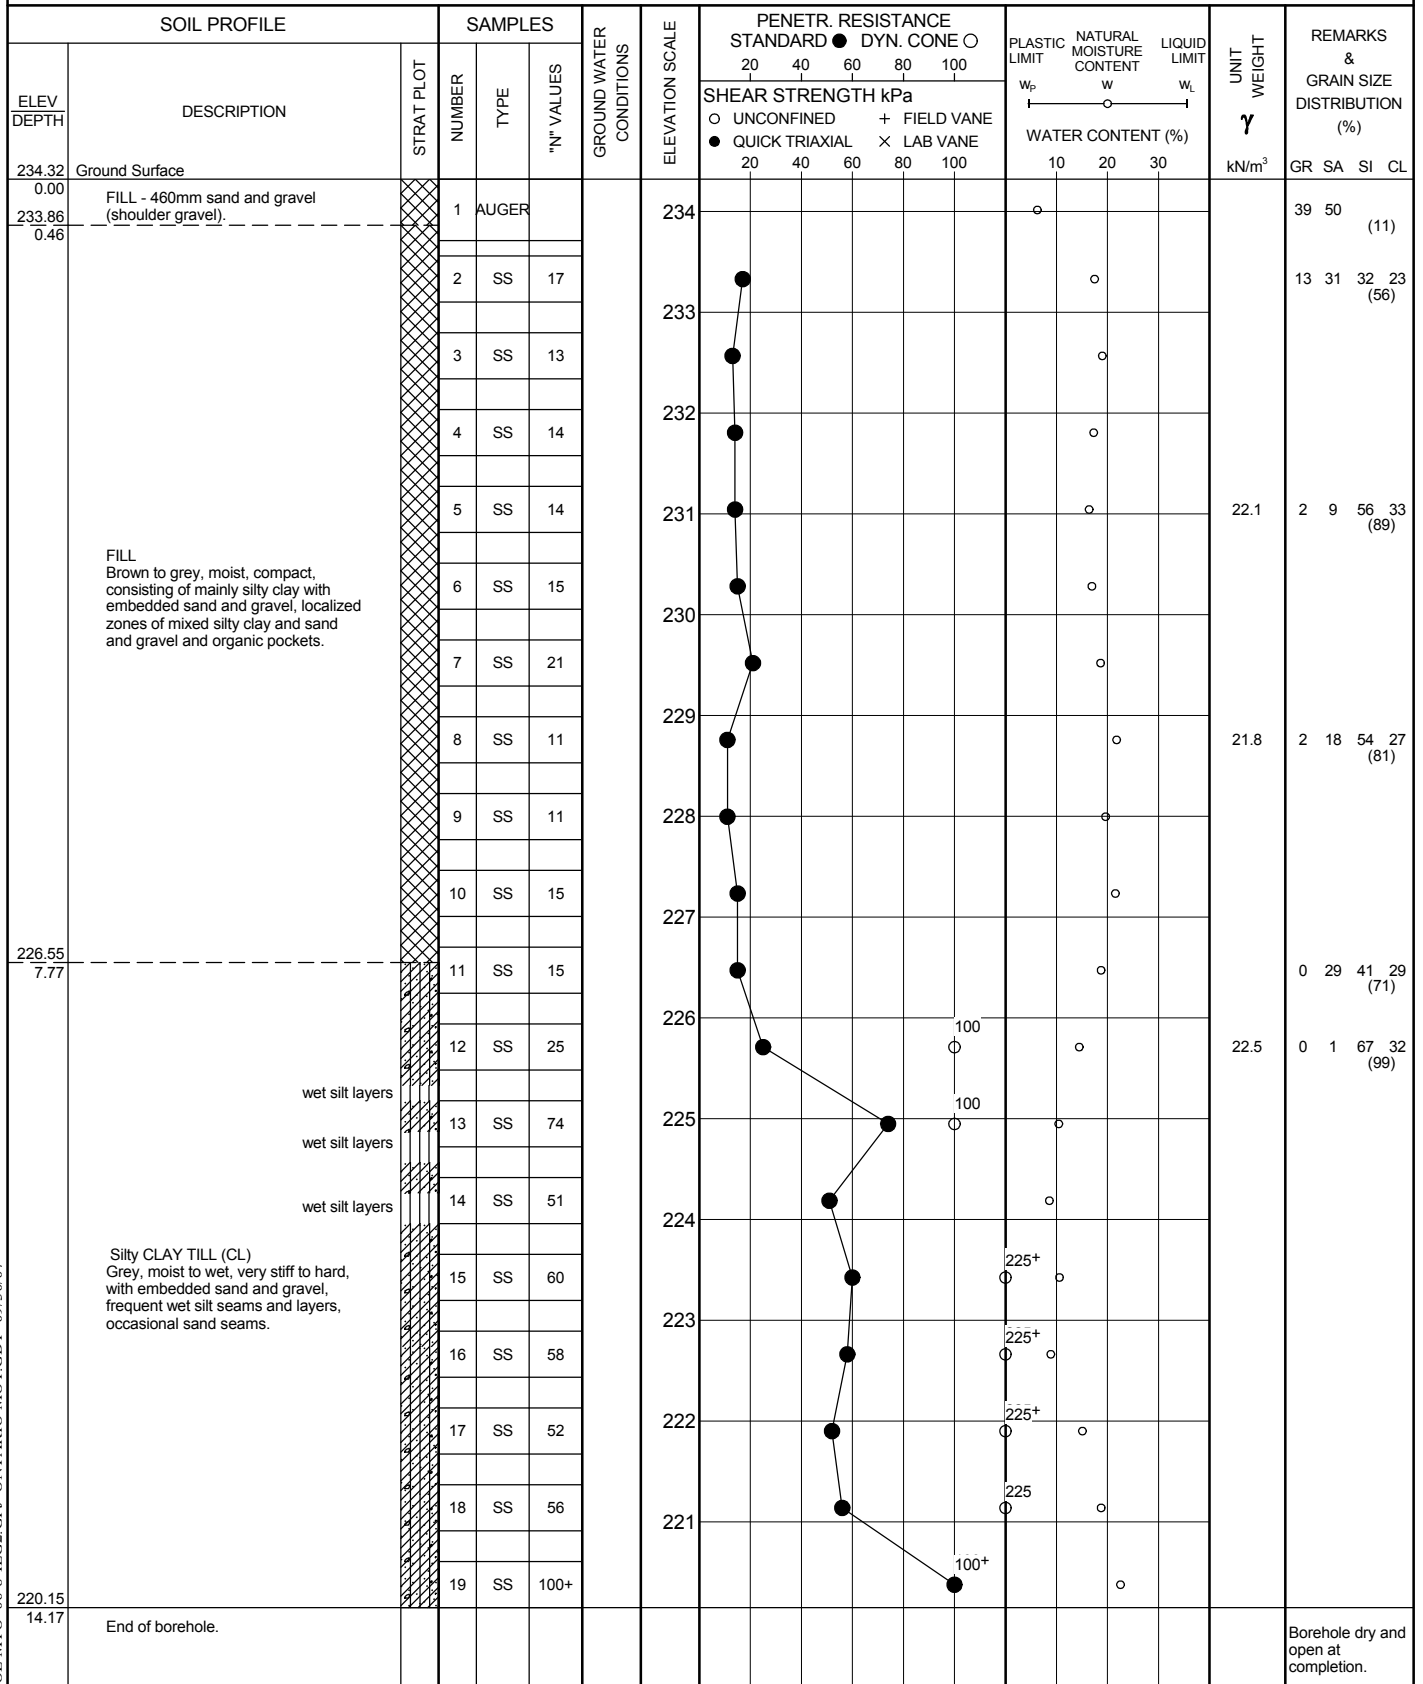 SOIL PROFILE
SAMPLES
GROUND WATER CONDITIONS
ELEVATION SCALE
PENETR. RESISTANCE
STANDARD ● DYN. CONE ○
20 40 60 80 100
SHEAR STRENGTH kPa
○ UNCONFINED + FIELD VANE
● QUICK TRIAXIAL × LAB VANE
20 40 60 80 100
PLASTIC LIMIT
NATURAL MOISTURE CONTENT
LIQUID LIMIT
WP w WL
WATER CONTENT (%)
10 20 30
UNIT WEIGHT
γ
kN/m³
REMARKS
&
GRAIN SIZE
DISTRIBUTION
(%)
GR SA SI CL
ELEV
DEPTH
DESCRIPTION
STRAT PLOT
NUMBER
TYPE
"N" VALUES
234.32 Ground Surface
0.00
FILL - 460mm sand and gravel
(shoulder gravel).
233.86
0.46
1 AUGER
234
39 50
(11)
2 SS 17
13 31 32 23
(56)
233
3 SS 13
232
4 SS 14
5 SS 14
231
22.1
2 9 56 33
(89)
FILL
Brown to grey, moist, compact,
consisting of mainly silty clay with
embedded sand and gravel, localized
zones of mixed silty clay and sand
and gravel and organic pockets.
6 SS 15
230
7 SS 21
229
8 SS 11
21.8
2 18 54 27
(81)
9 SS 11
228
10 SS 15
227
226.55
7.77
11 SS 15
0 29 41 29
(71)
226
100
12 SS 25
22.5
0 1 67 32
(99)
wet silt layers
100
13 SS 74
225
wet silt layers
14 SS 51
wet silt layers
224
Silty CLAY TILL (CL)
Grey, moist to wet, very stiff to hard,
with embedded sand and gravel,
frequent wet silt seams and layers,
occasional sand seams.
225+
15 SS 60
223
225+
16 SS 58
222
225+
17 SS 52
225
18 SS 56
221
100+
19 SS 100+
220.15
14.17
End of borehole.
Borehole dry and
open at
completion.